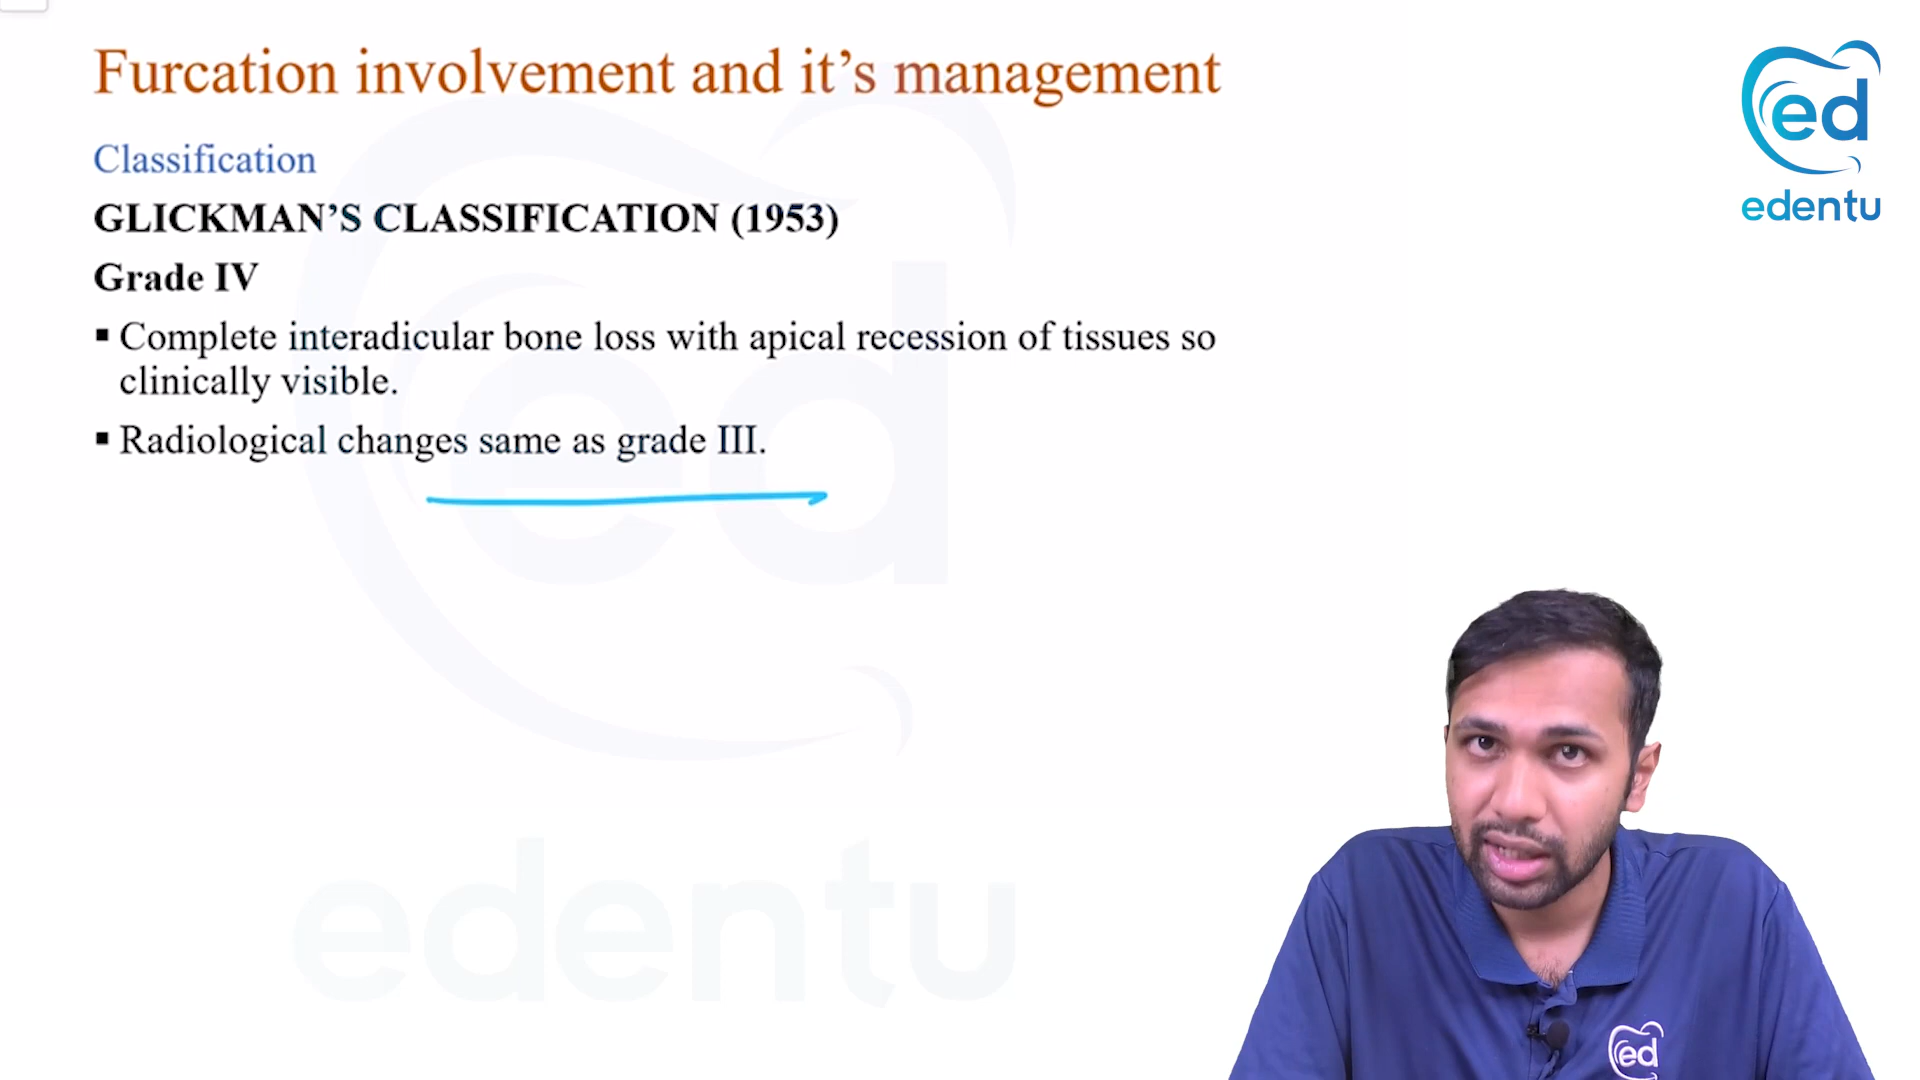 Furcation involvement and it’s management
ed
edentu
Classification
GLICKMAN’S CLASSIFICATION (1953)
Grade IV
▪ Complete interadicular bone loss with apical recession of tissues so
clinically visible.
▪ Radiological changes same as grade III.
ed
edentu
ed